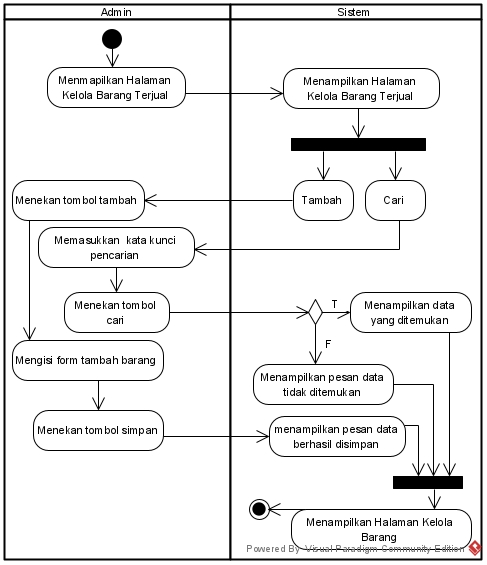 Admin
Sistem
Menmapilkan Halaman
Kelola Barang Terjual
Menampilkan Halaman
Kelola Barang Terjual
Tambah
Cari
Menekan tombol tambah
Memasukkan kata kunci
pencarian
Menekan tombol
cari
T
Menampilkan data
yang ditemukan
F
Mengisi form tambah barang
Menampilkan pesan data
tidak ditemukan
Menekan tombol simpan
menampilkan pesan data
berhasil disimpan
Menampilkan Halaman Kelola
Barang
Powered By Visual Paradigm Community Edition